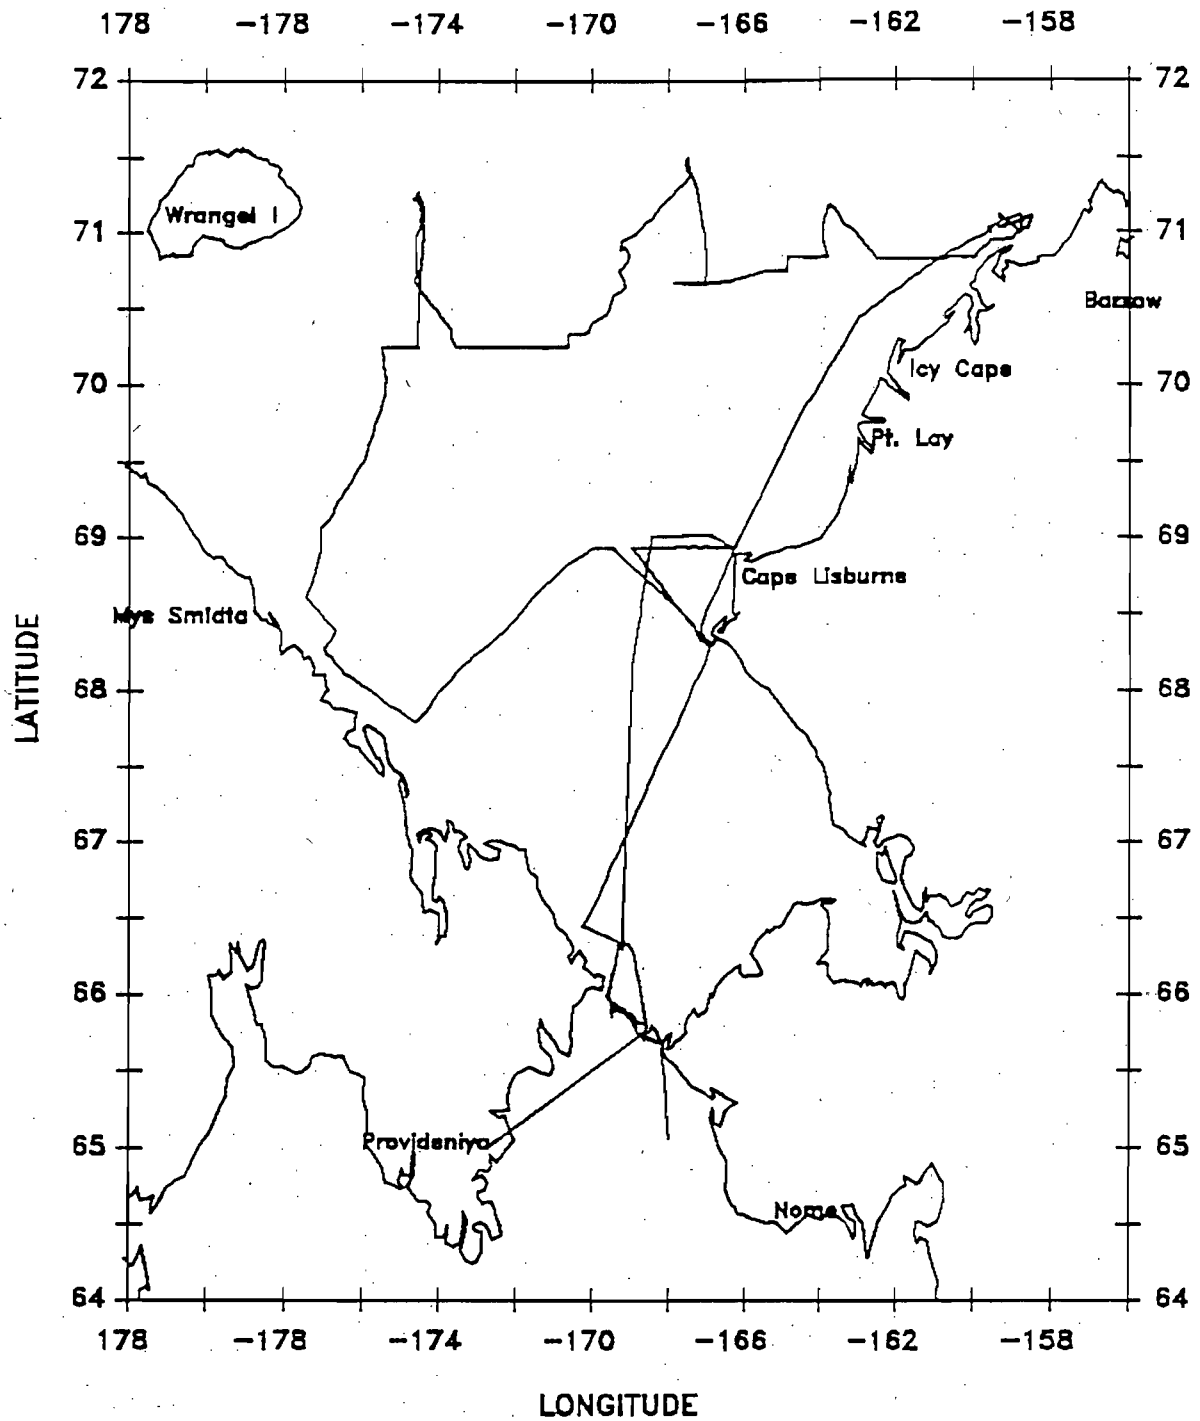 178 -178 -174 -170 -166 -162 -158
72 72
Wrangel I
71 71
Barrow
70 70
Icy Cape
Pt. Lay
69 69
Cape Lisburne
Mys Smidta
LATITUDE
68 68
67 67
66 66
65 Provideniya 65
Nome
64 64
178 -178 -174 -170 -166 -162 -158
LONGITUDE